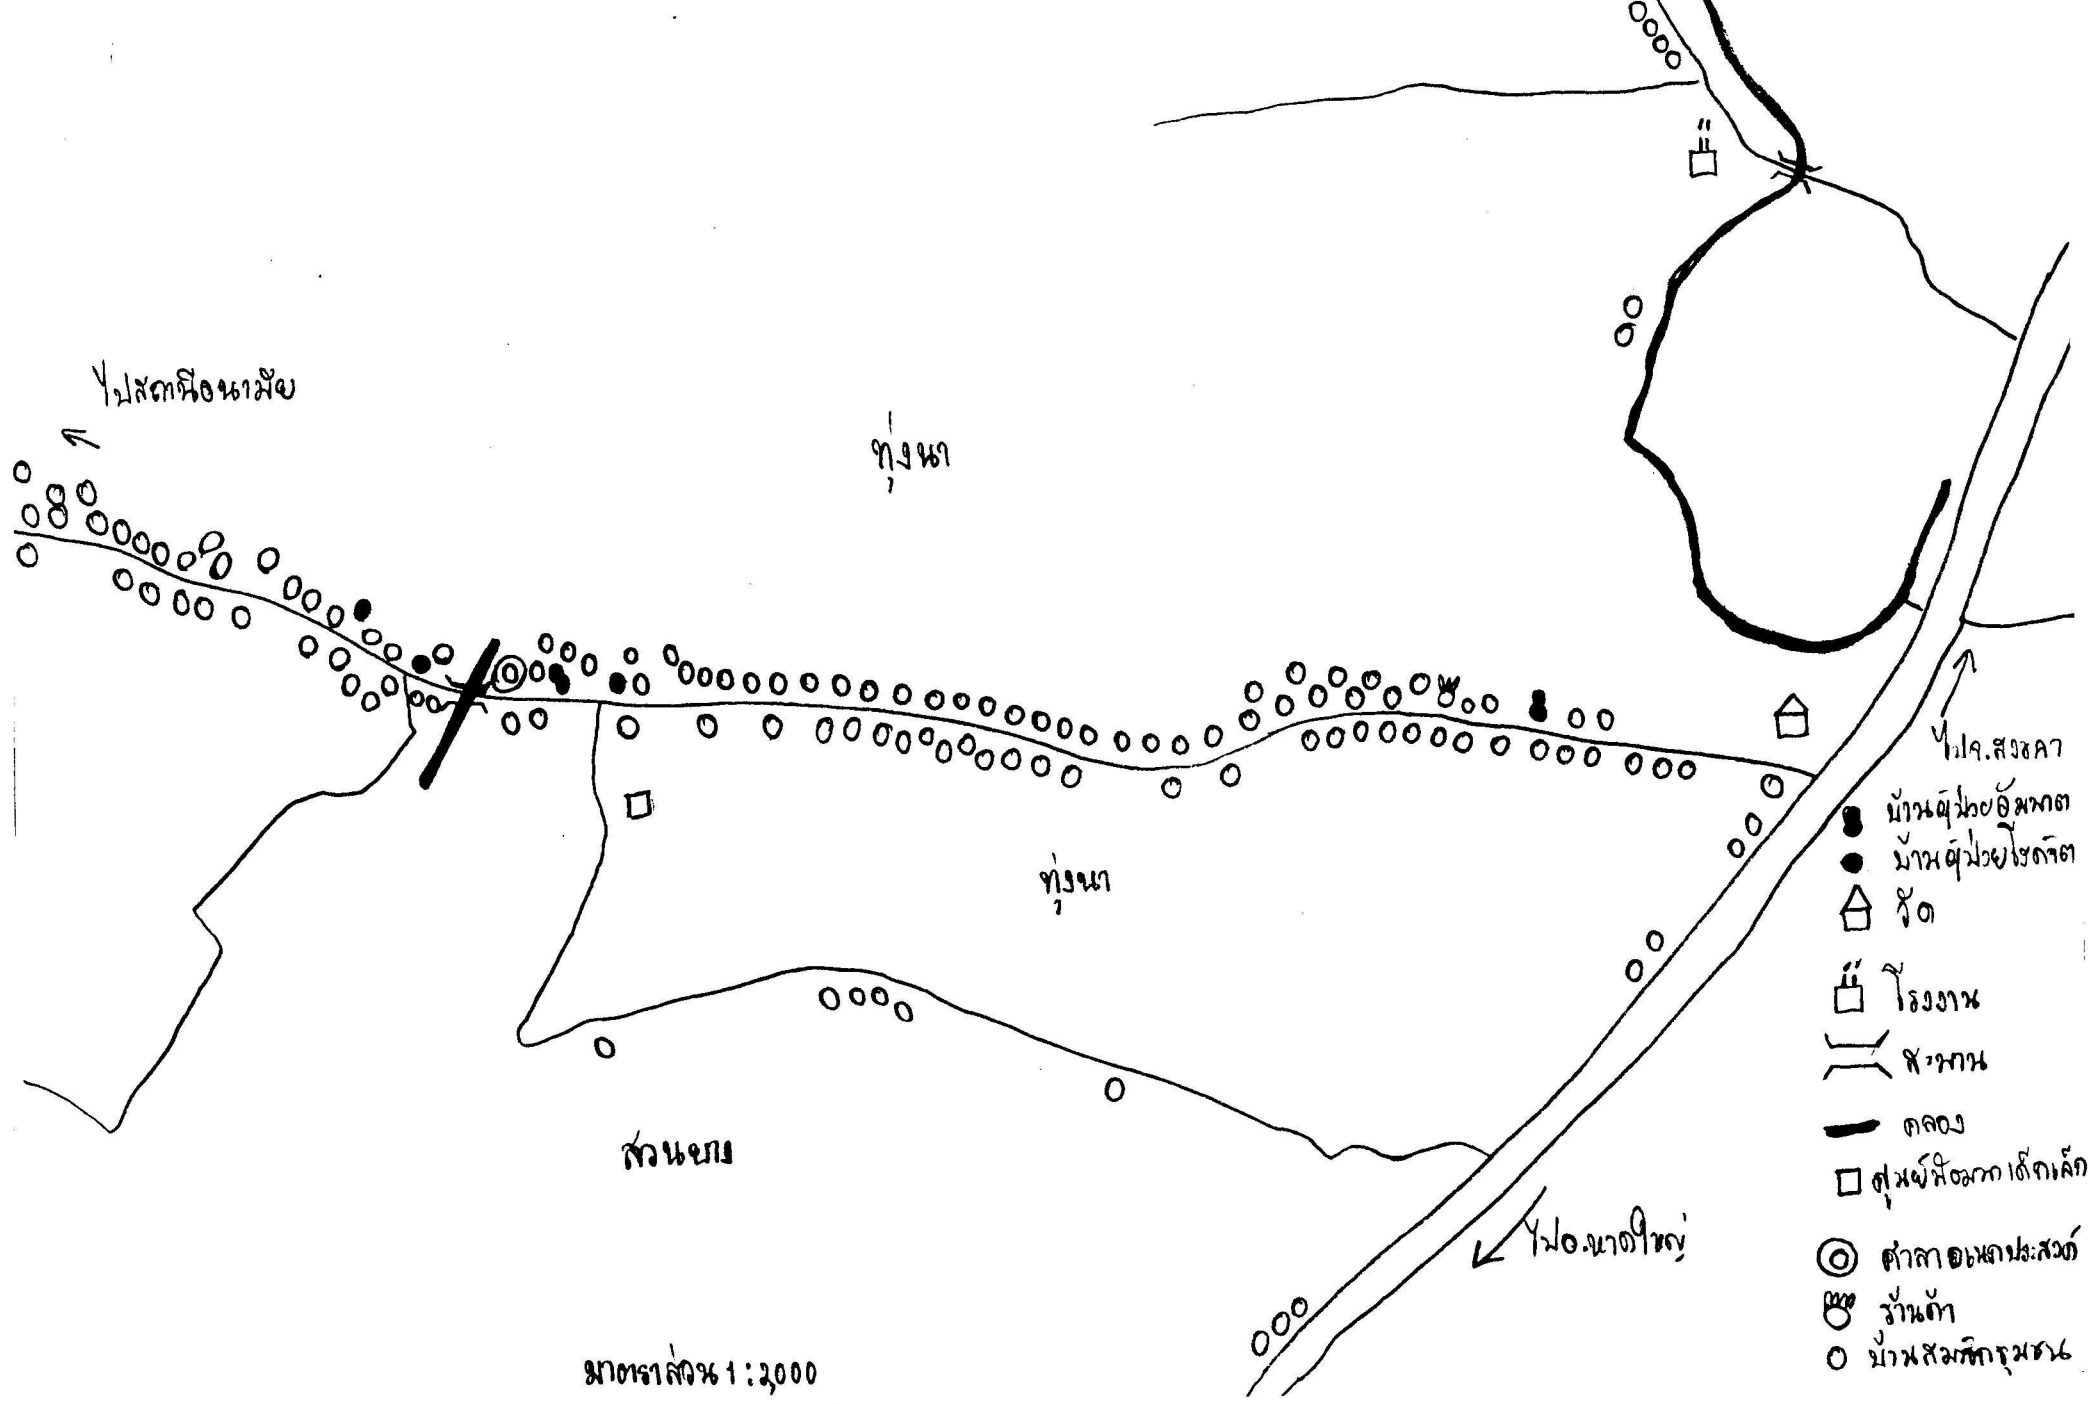 ไปสถานีอนามัย
ทุ่งนา
ทุ่งนา
สวนยาง
ไปจ.สงขลา
บ้านผู้ป่วยอัมพาต
บ้านผู้ป่วยโรคจิต
วัด
โรงงาน
สะพาน
คลอง
ศูนย์พัฒนาเด็กเล็ก
ศาลาอเนกประสงค์
ร้านค้า
บ้านสมาชิกชุมชน
ไปอ.หาดใหญ่
มาตราส่วน 1:2,000